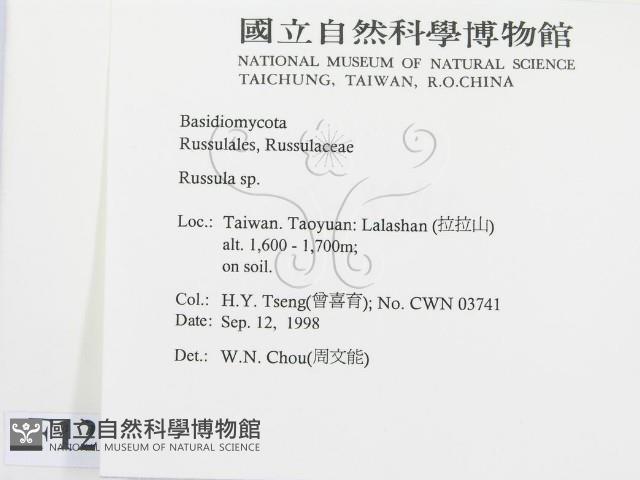 國立自然科學博物館
NATIONAL MUSEUM OF NATURAL SCIENCE
TAICHUNG, TAIWAN, R.O.CHINA
Basidiomycota
Russulales, Russulaceae
Russula sp.
Loc.: Taiwan. Taoyuan: Lalashan (拉拉山)
alt. 1,600 - 1,700m;
on soil.
Col.: H.Y. Tseng(曾喜育); No. CWN 03741
Date: Sep. 12, 1998
Det.: W.N. Chou(周文能)
國立自然科學博物館
NATIONAL MUSEUM OF NATURAL SCIENCE